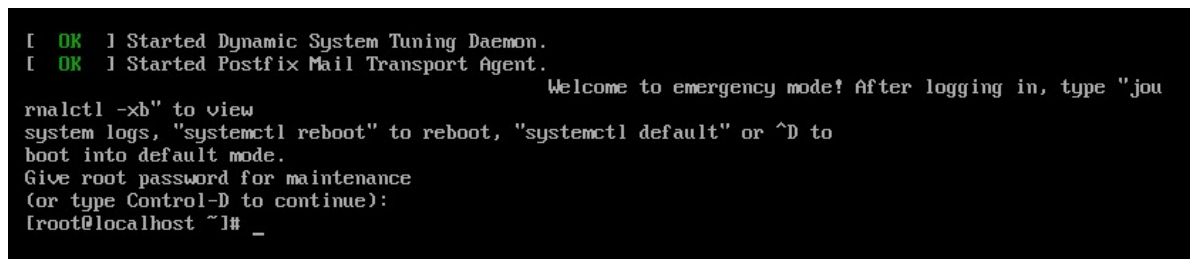 [  OK  ] Started Dynamic System Tuning Daemon.
[  OK  ] Started Postfix Mail Transport Agent.
Welcome to emergency mode! After logging in, type "jou
rnalctl -xb" to view
system logs, "systemctl reboot" to reboot, "systemctl default" or ^D to
boot into default mode.
Give root password for maintenance
(or type Control-D to continue):
[root@localhost ~]# _